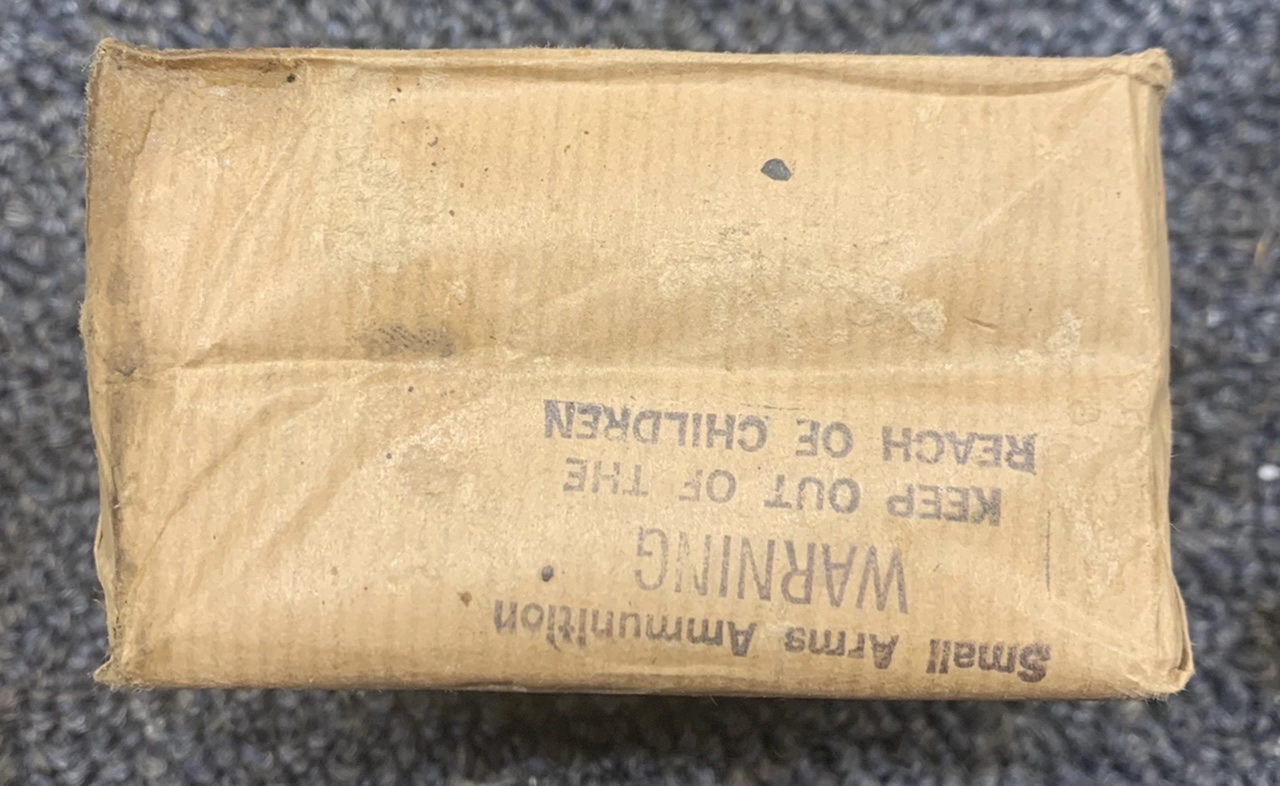 Small Arms Ammunition
WARNING
KEEP OUT OF THE
REACH OF CHILDREN